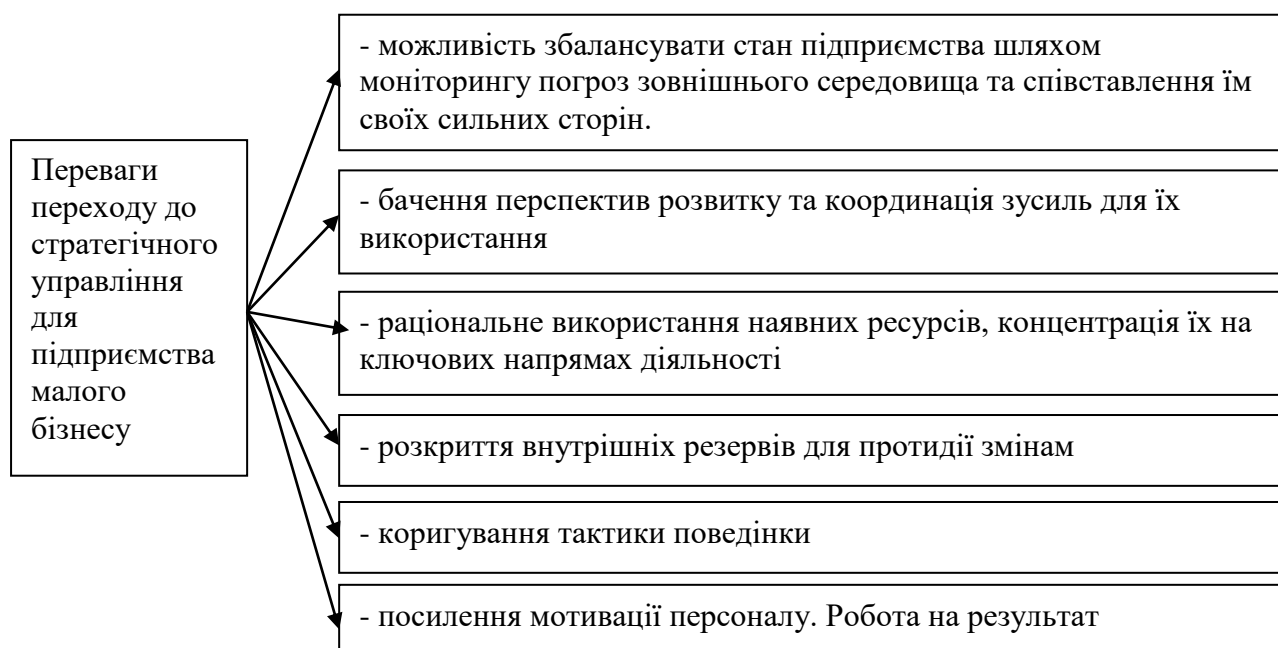 Переваги
переходу до
стратегічного
управління
для
підприємства
малого
бізнесу
- можливість збалансувати стан підприємства шляхом
моніторингу погроз зовнішнього середовища та співставлення їм
своїх сильних сторін.
- бачення перспектив розвитку та координація зусиль для їх
використання
- раціональне використання наявних ресурсів, концентрація їх на
ключових напрямах діяльності
- розкриття внутрішніх резервів для протидії змінам
- коригування тактики поведінки
- посилення мотивації персоналу. Робота на результат